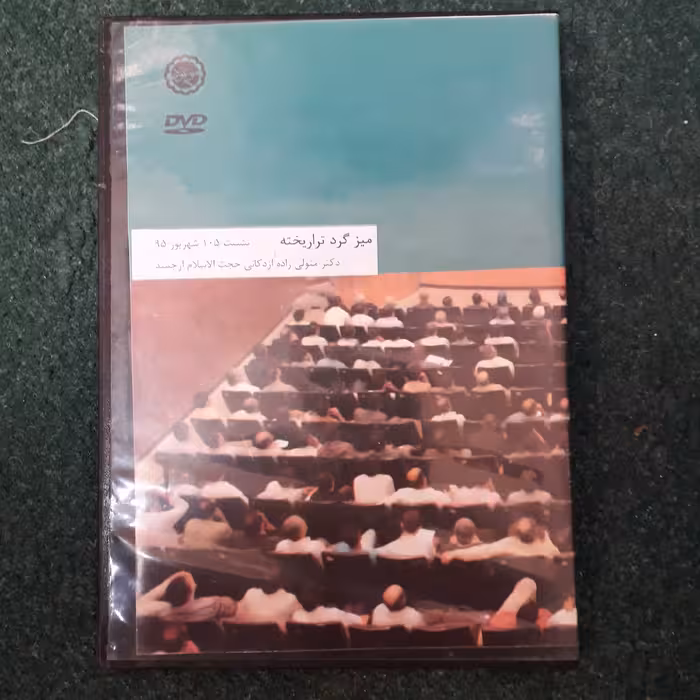 DVD
میز گرد تراریخته نشست ۱۰۵ شهریور ۹۵
دکتر متولی زاده اردکانی حجت الاسلام ارجمند